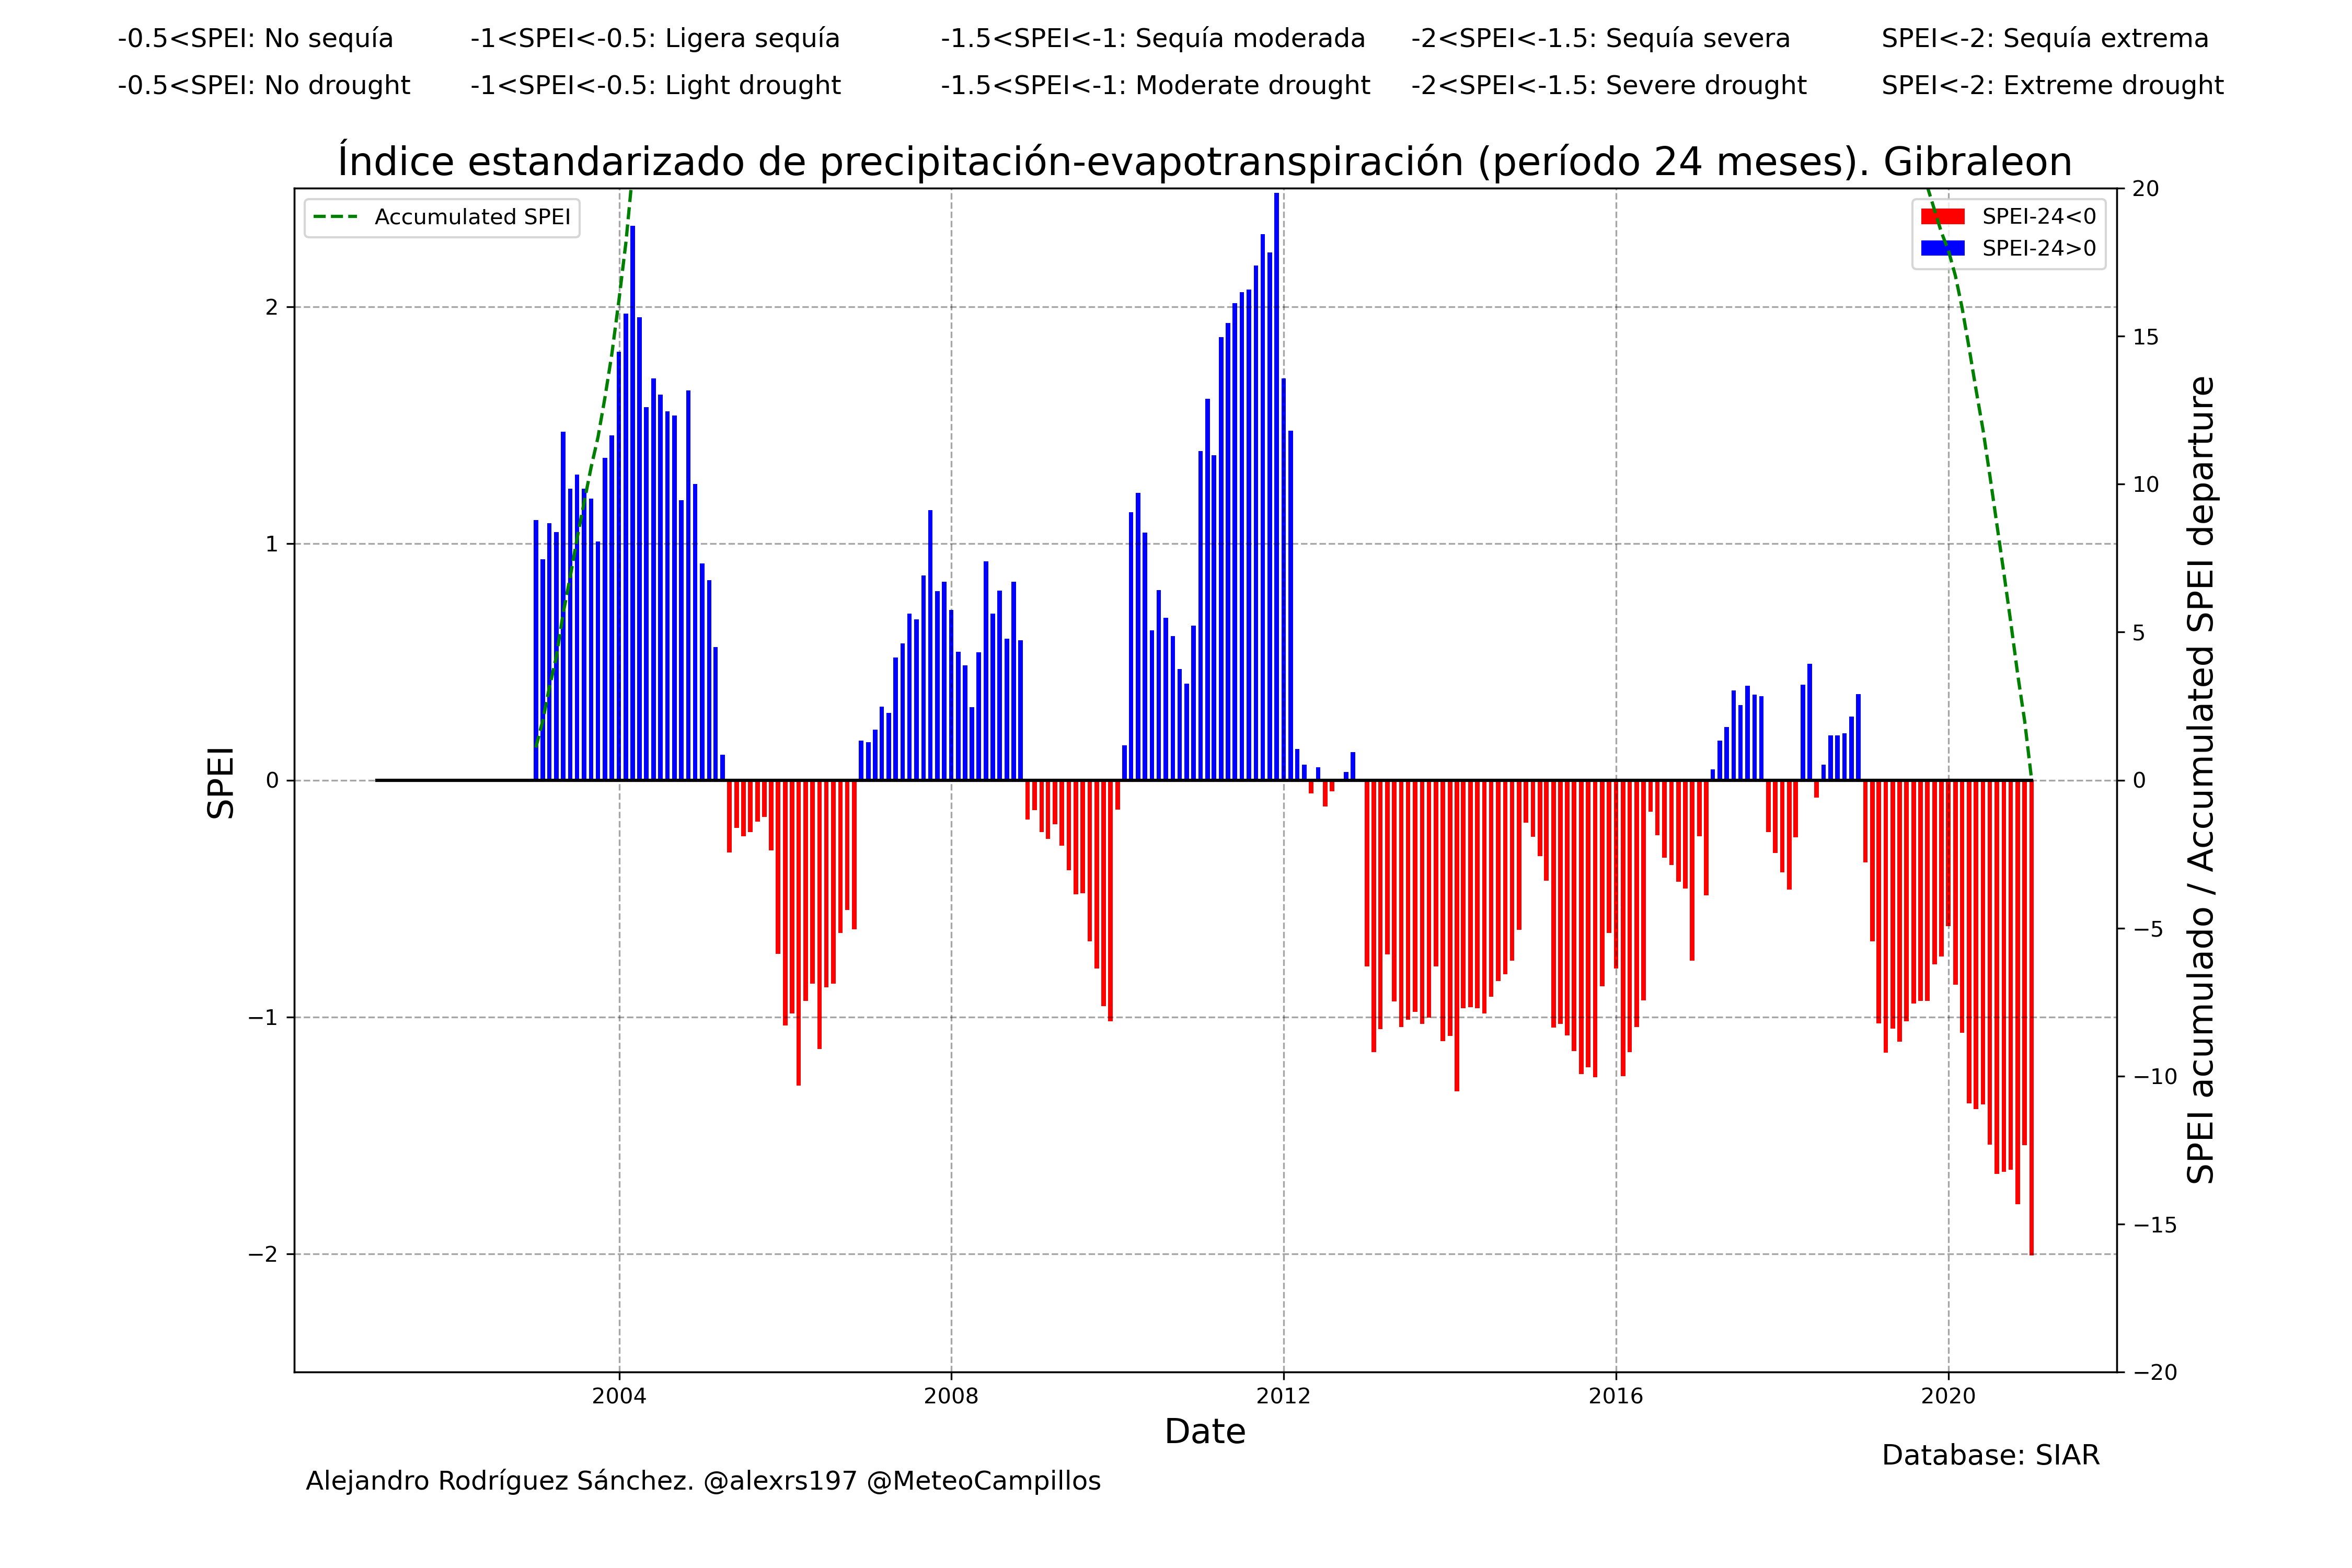 -0.5<SPEI: No sequía -1<SPEI<-0.5: Ligera sequía -1.5<SPEI<-1: Sequía moderada -2<SPEI<-1.5: Sequía severa SPEI<-2: Sequía extrema
-0.5<SPEI: No drought -1<SPEI<-0.5: Light drought -1.5<SPEI<-1: Moderate drought -2<SPEI<-1.5: Severe drought SPEI<-2: Extreme drought
Índice estandarizado de precipitación-evapotranspiración (período 24 meses). Gibraleon
Accumulated SPEI
SPEI-24<0
SPEI-24>0
SPEI
2
1
0
−1
−2
20
15
10
5
0
−5
−10
−15
−20
SPEI acumulado / Accumulated SPEI departure
2004 2008 2012 2016 2020
Date
Database: SIAR
Alejandro Rodríguez Sánchez. @alexrs197 @MeteoCampillos